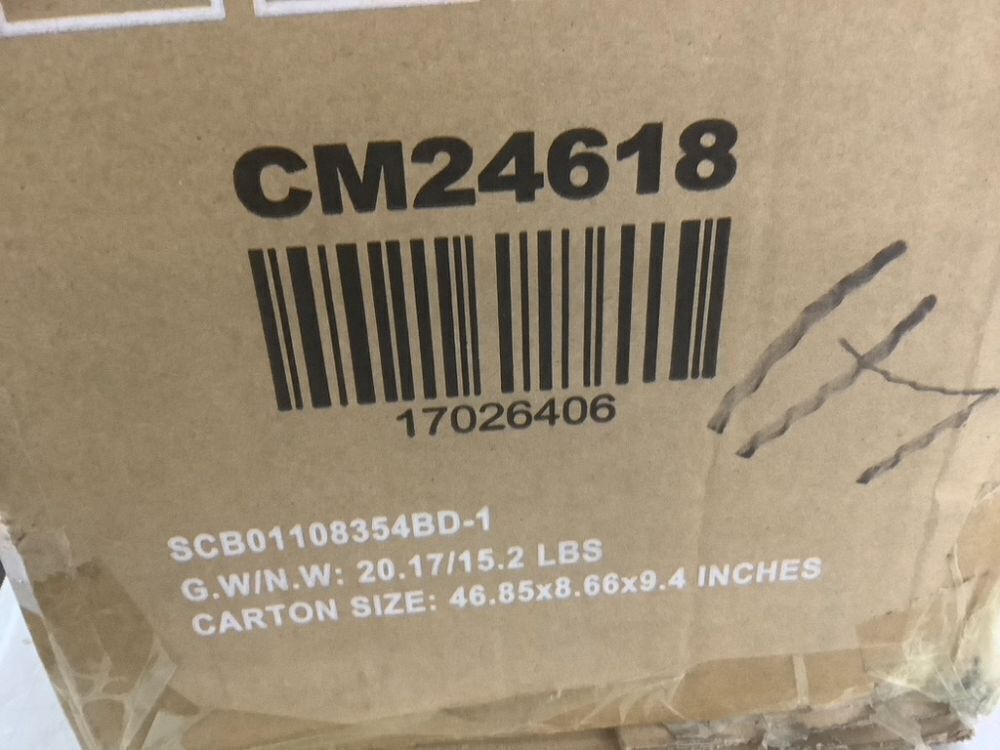 CM24618
17026406
SCB01108354BD-1
G.W/N.W: 20.17/15.2 LBS
CARTON SIZE: 46.85x8.66x9.4 INCHES